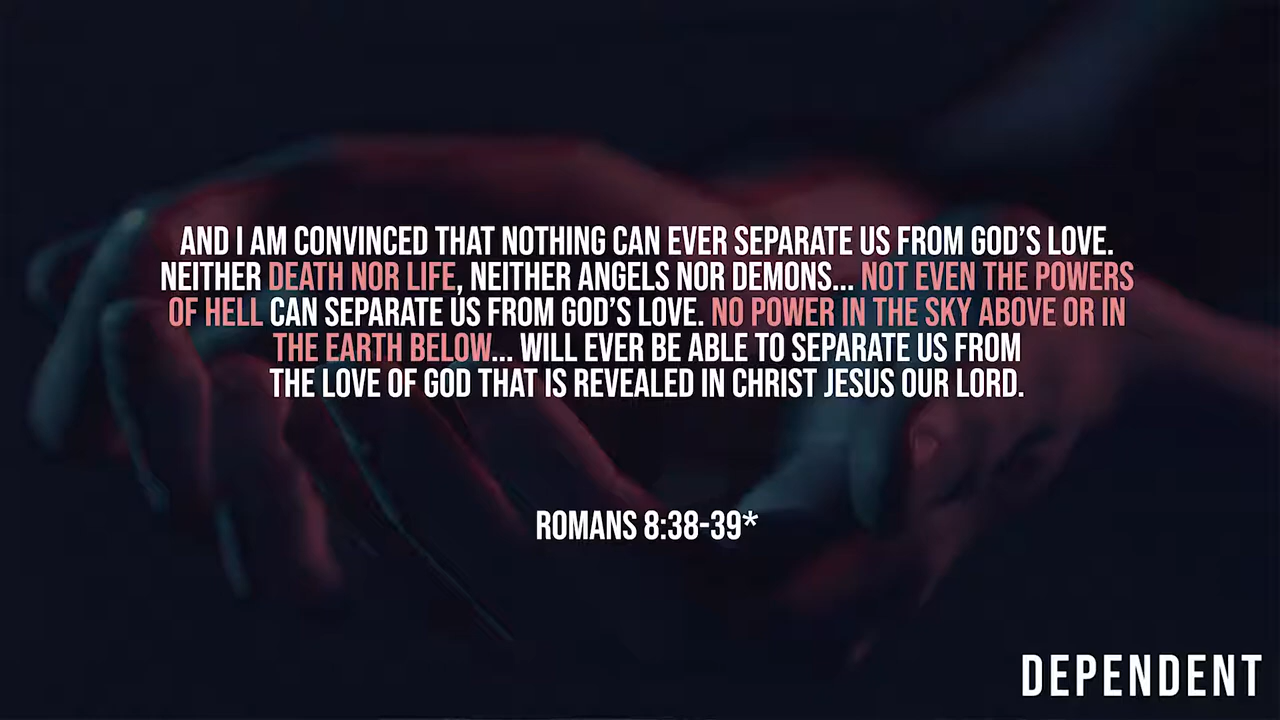 AND I AM CONVINCED THAT NOTHING CAN EVER SEPARATE US FROM GOD’S LOVE.
NEITHER DEATH NOR LIFE, NEITHER ANGELS NOR DEMONS... NOT EVEN THE POWERS
OF HELL CAN SEPARATE US FROM GOD’S LOVE. NO POWER IN THE SKY ABOVE OR IN
THE EARTH BELOW... WILL EVER BE ABLE TO SEPARATE US FROM
THE LOVE OF GOD THAT IS REVEALED IN CHRIST JESUS OUR LORD.
ROMANS 8:38-39*
DEPENDENT